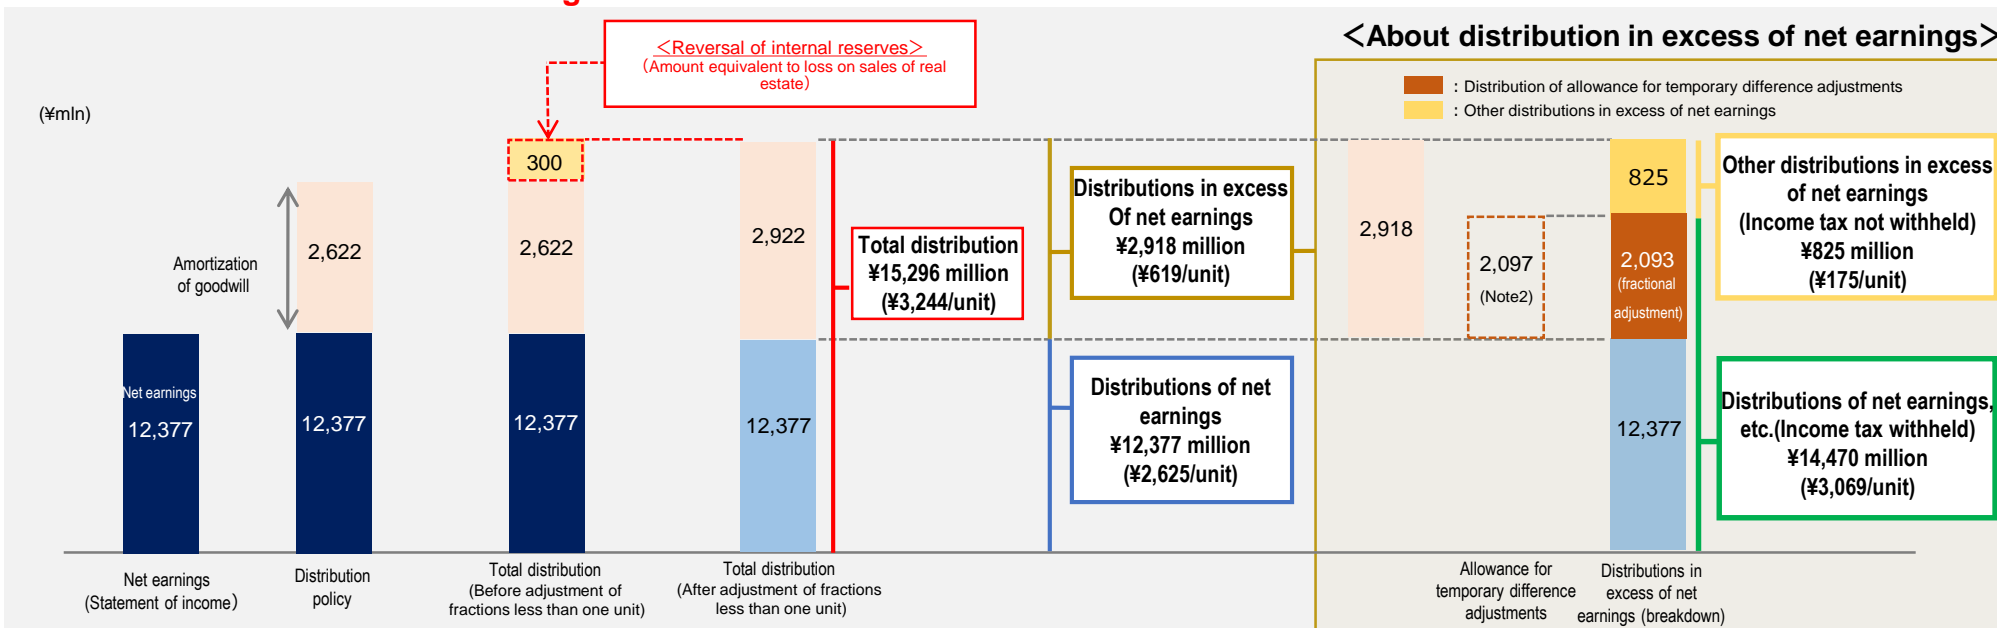 g
<Reversal of internal reserves>
(Amount equivalent to loss on sales of real
estate)
<About distribution in excess of net earnings>
: Distribution of allowance for temporary difference adjustments
: Other distributions in excess of net earnings
(¥mln)
Net earnings
12,377
Amortization
of goodwill
2,622
12,377
300
2,622
12,377
2,922
12,377
Total distribution
¥15,296 million
(¥3,244/unit)
Distributions in excess
Of net earnings
¥2,918 million
(¥619/unit)
Distributions of net
earnings
¥12,377 million
(¥2,625/unit)
2,918
2,097
(Note2)
825
2,093
(fractional
adjustment)
12,377
Other distributions in excess
of net earnings
(Income tax not withheld)
¥825 million
(¥175/unit)
Distributions of net earnings,
etc.(Income tax withheld)
¥14,470 million
(¥3,069/unit)
Net earnings
(Statement of income)
Distribution
policy
Total distribution
(Before adjustment of
fractions less than one unit)
Total distribution
(After adjustment of fractions
less than one unit)
Allowance for
temporary difference
adjustments
Distributions in
excess of net
earnings (breakdown)